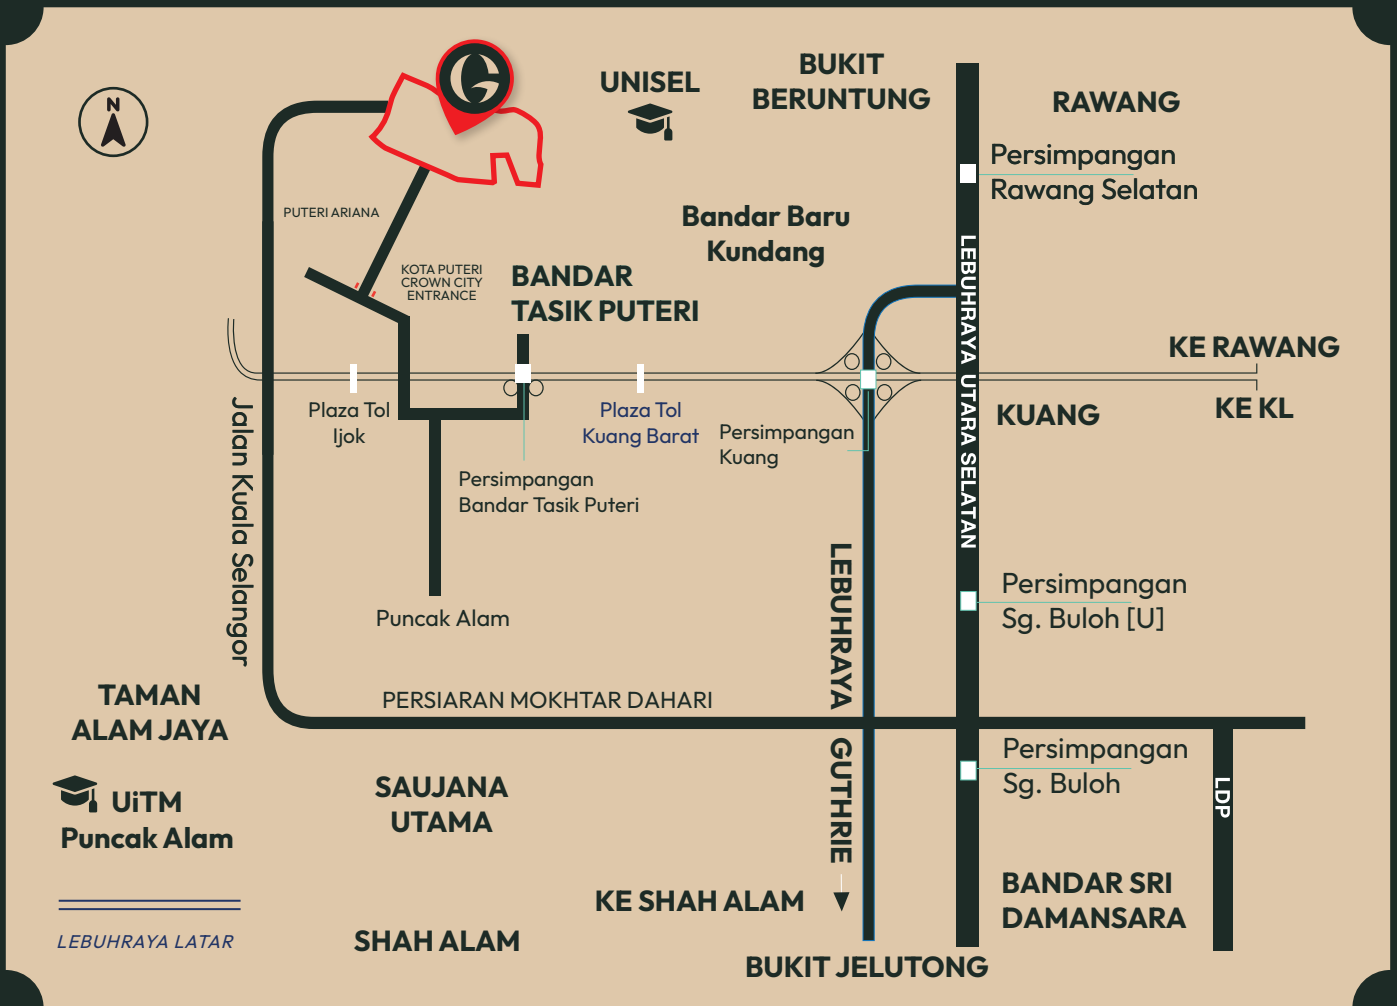 BUKIT
BERUNTUNG
UNISEL
RAWANG
N
Persimpangan
Rawang Selatan
PUTERI ARIANA
Bandar Baru
Kundang
KOTA PUTERI
CROWN CITY
ENTRANCE
BANDAR
TASIK PUTERI
LEBUHRAYA UTARA SELATAN
KE RAWANG
KE KL
KUANG
Plaza Tol
Ijok
Plaza Tol
Kuang Barat
Persimpangan
Kuang
Jalan Kuala Selangor
Persimpangan
Bandar Tasik Puteri
LEBUHRAYA GUTHRIE
Persimpangan
Sg. Buloh [U]
Puncak Alam
TAMAN
ALAM JAYA
PERSIARAN MOKHTAR DAHARI
Persimpangan
Sg. Buloh
LDP
UiTM
Puncak Alam
SAUJANA
UTAMA
KE SHAH ALAM
BANDAR SRI
DAMANSARA
LEBUHRAYA LATAR
SHAH ALAM
BUKIT JELUTONG